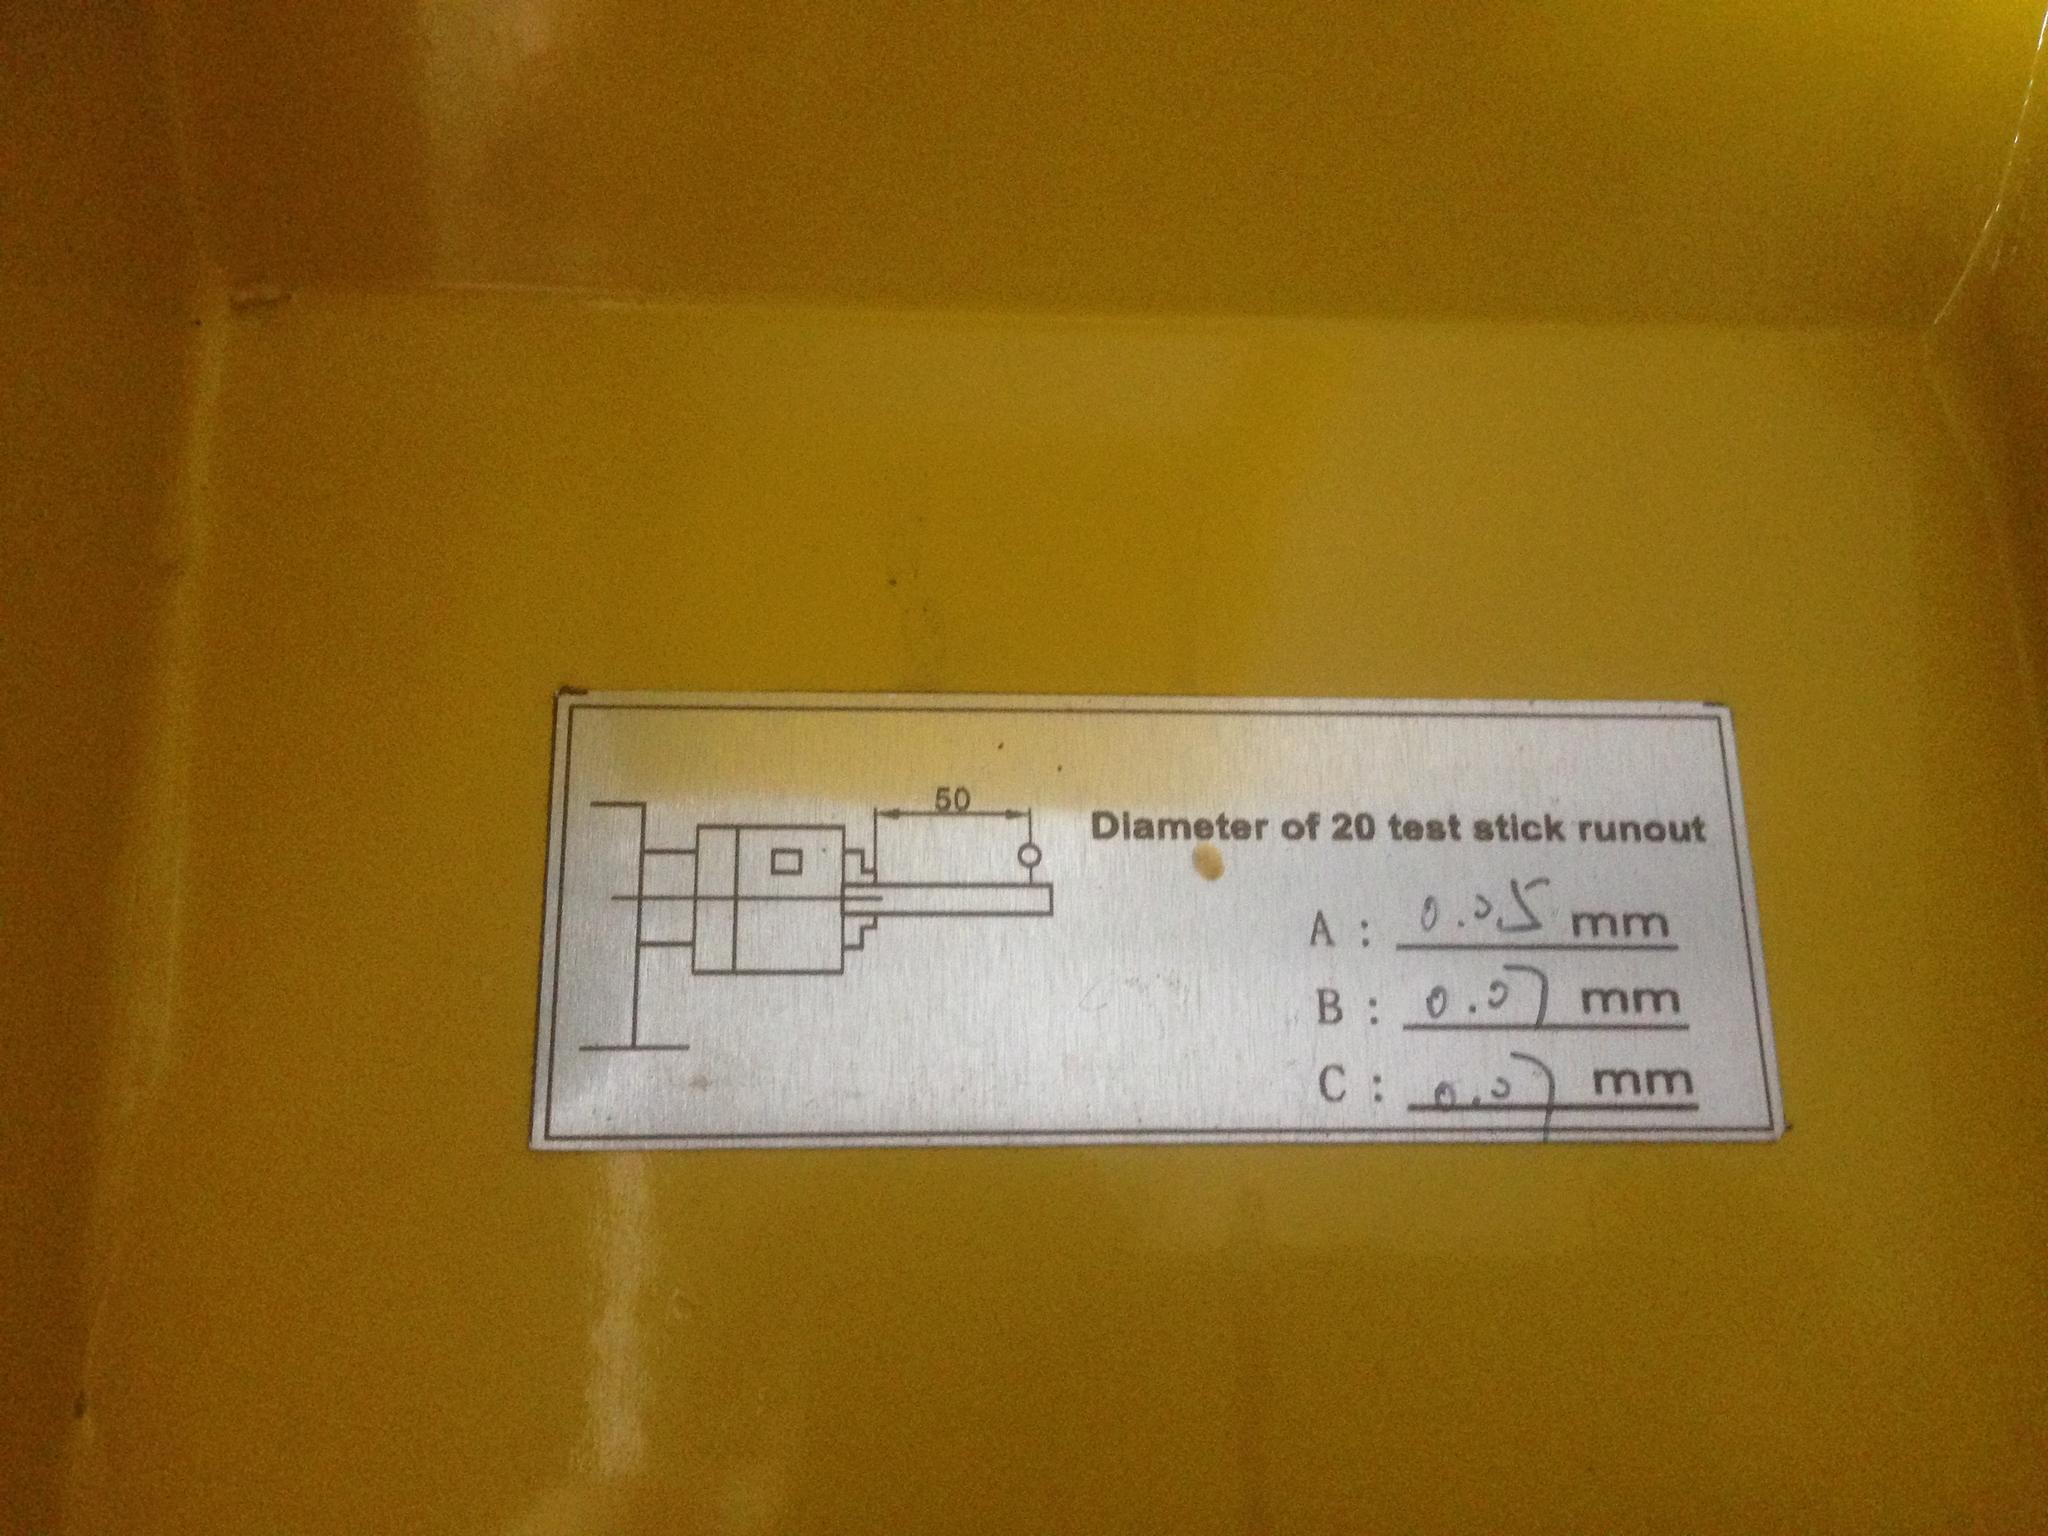 50
Diameter of 20 test stick runout
A : 0.05 mm
B : 0.07 mm
C : 0.07 mm